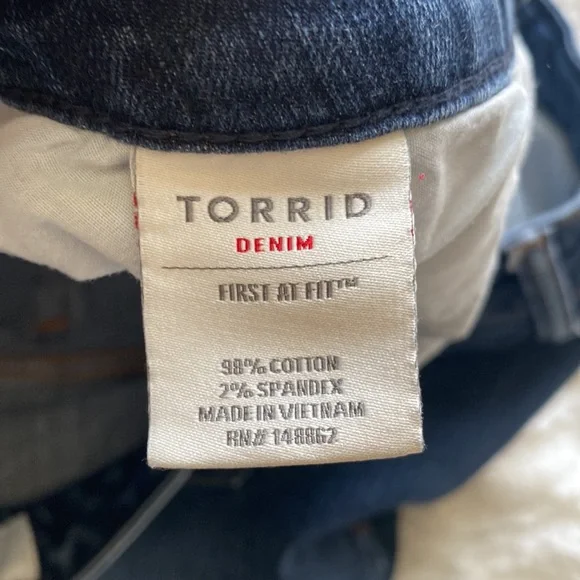 TORRID
DENIM
FIRST AT FIT™
98% COTTON
2% SPANDEX
MADE IN VIETNAM
RN# 148862